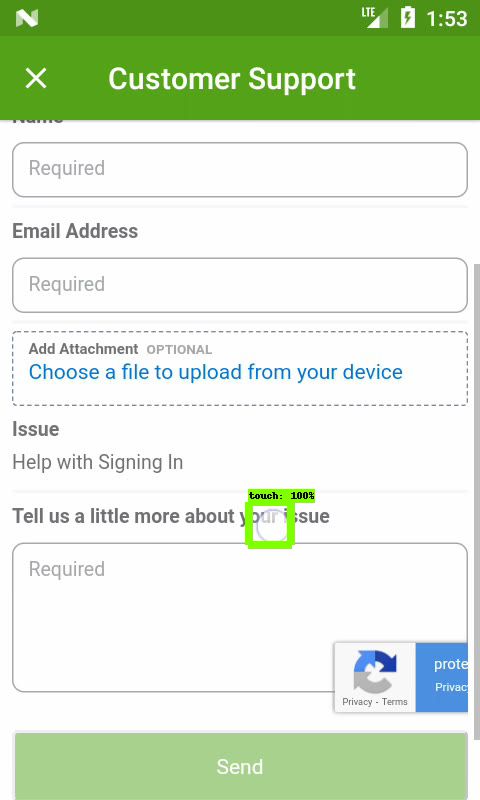 LTE 1:53
Customer Support
Name
Required
Email Address
Required
Add Attachment OPTIONAL
Choose a file to upload from your device
Issue
Help with Signing In
touch: 100%
Tell us a little more about your issue
Required
prote
Privacy - Terms
Privac
Send